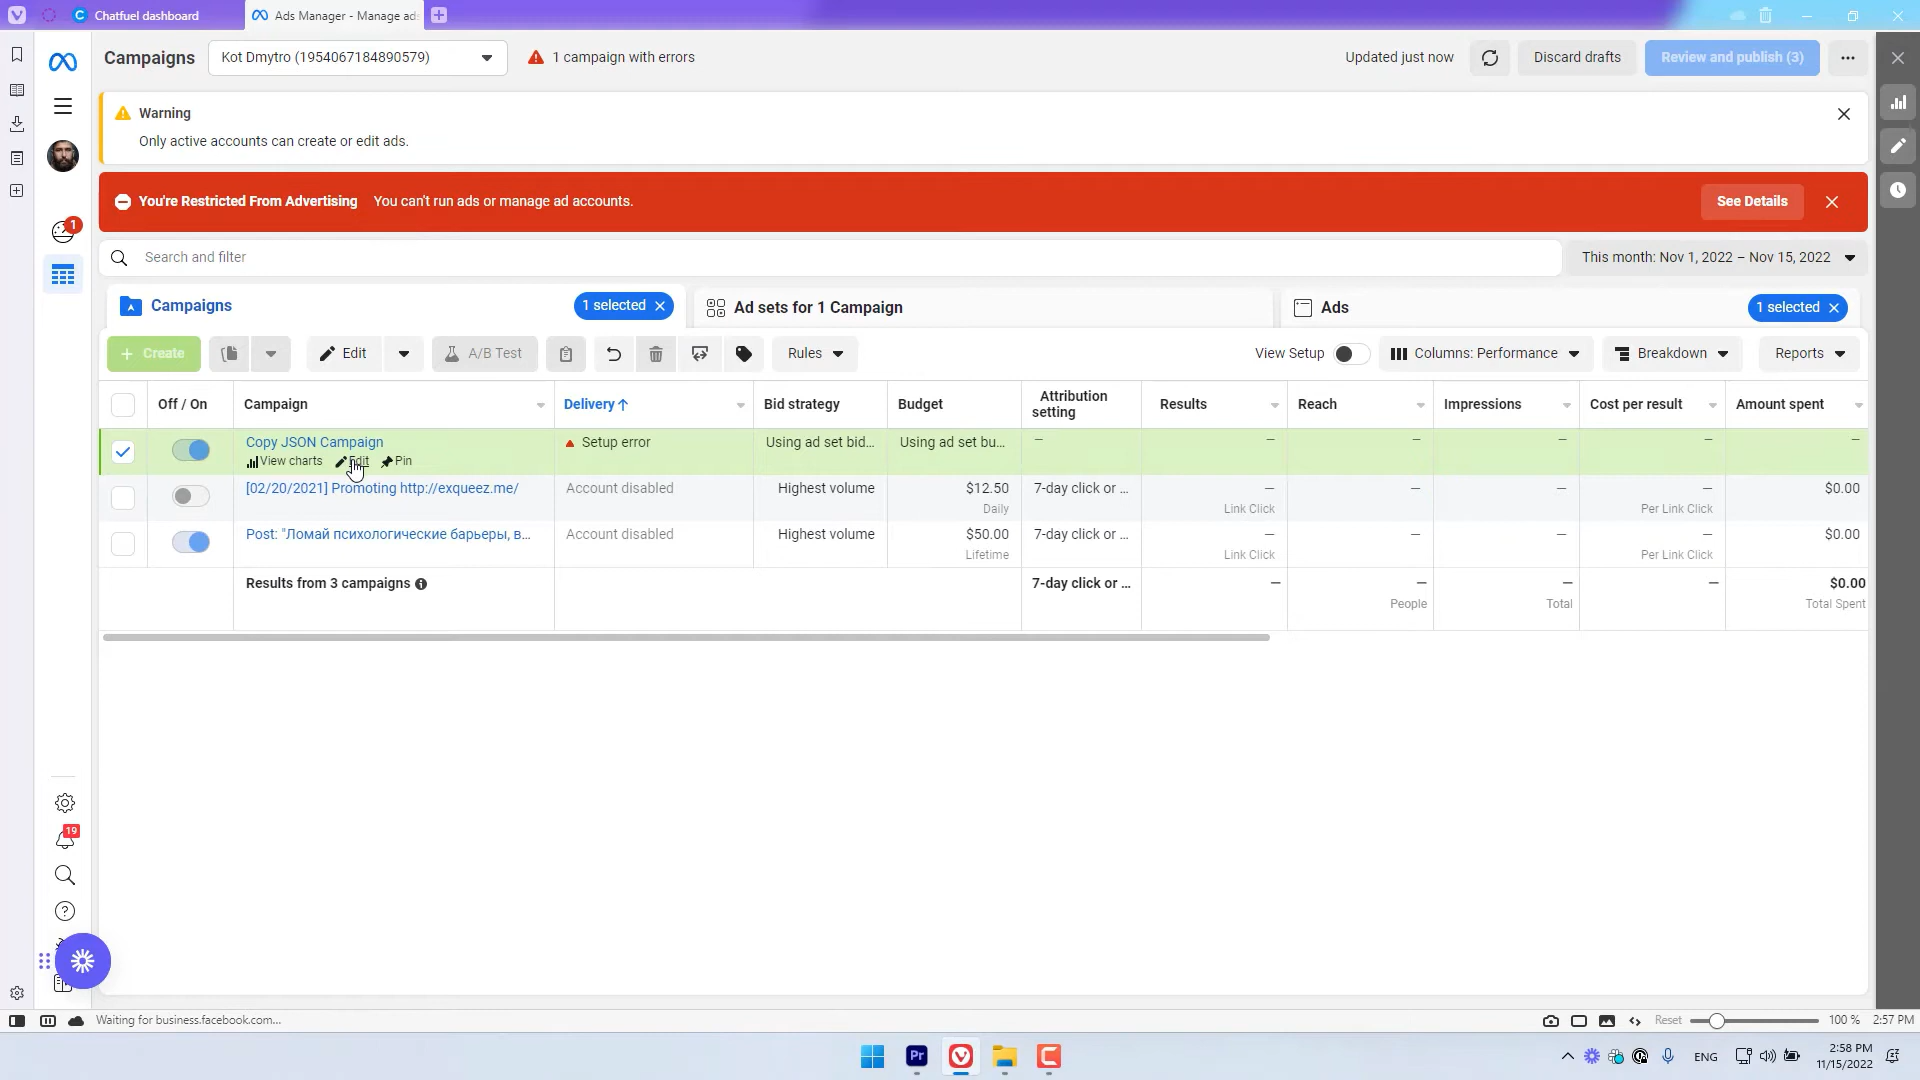 Chatfuel dashboard
Ads Manager - Manage ads
Campaigns
Kot Dmytro (1954067184890579)
1 campaign with errors
Updated just now
Discard drafts
Review and publish (3)
Warning
Only active accounts can create or edit ads.
You're Restricted From Advertising You can't run ads or manage ad accounts.
See Details
1
Search and filter
This month: Nov 1, 2022 – Nov 15, 2022
Campaigns
1 selected
Ad sets for 1 Campaign
Ads
1 selected
+ Create
Edit
A/B Test
Rules
View Setup
Columns: Performance
Breakdown
Reports
Off / On
Campaign
Delivery ↑
Bid strategy
Budget
Attribution
setting
Results
Reach
Impressions
Cost per result
Amount spent
Copy JSON Campaign
View charts
Edit
Pin
Setup error
Using ad set bid...
Using ad set bu...
– – – – – –
[02/20/2021] Promoting http://exqueez.me/
Account disabled
Highest volume
$12.50
Daily
7-day click or ...
–
Link Click
–
–
–
Per Link Click
$0.00
Post: "Ломай психологические барьеры, в...
Account disabled
Highest volume
$50.00
Lifetime
7-day click or ...
–
Link Click
–
–
–
Per Link Click
$0.00
Results from 3 campaigns
7-day click or ...
–
–
People
–
Total
–
$0.00
Total Spent
19
Waiting for business.facebook.com...
Reset
100 %
2:57 PM
Pr
ENG
2:58 PM
11/15/2022